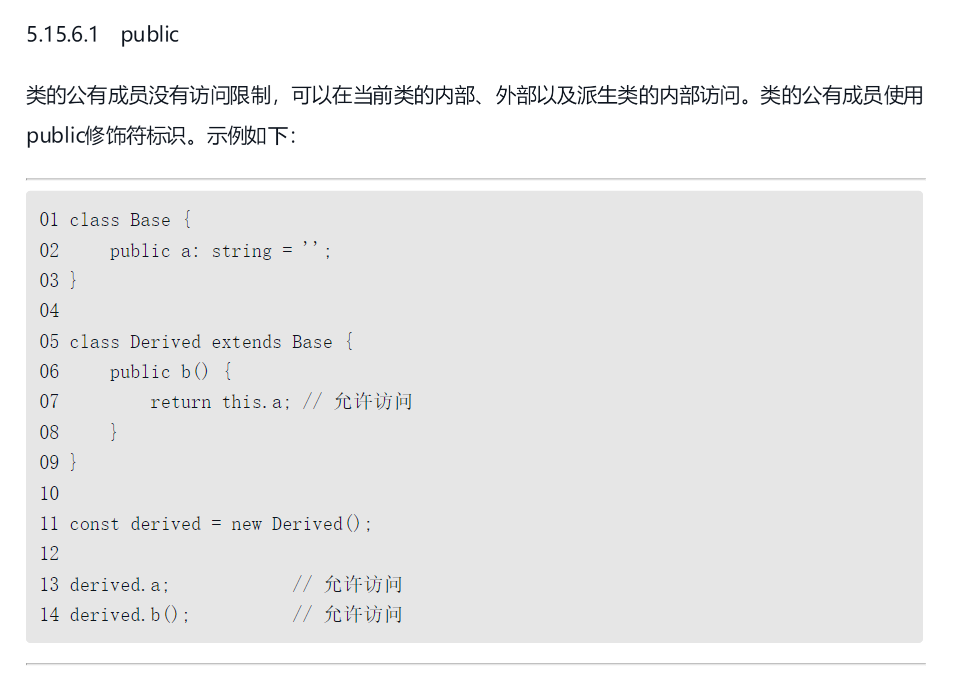 5.15.6.1 public
类的公有成员没有访问限制，可以在当前类的内部、外部以及派生类的内部访问。类的公有成员使用
public修饰符标识。示例如下：
01 class Base {
02     public a: string = '';
03 }
04
05 class Derived extends Base {
06     public b() {
07         return this.a; // 允许访问
08     }
09 }
10
11 const derived = new Derived();
12
13 derived.a;            // 允许访问
14 derived.b();          // 允许访问